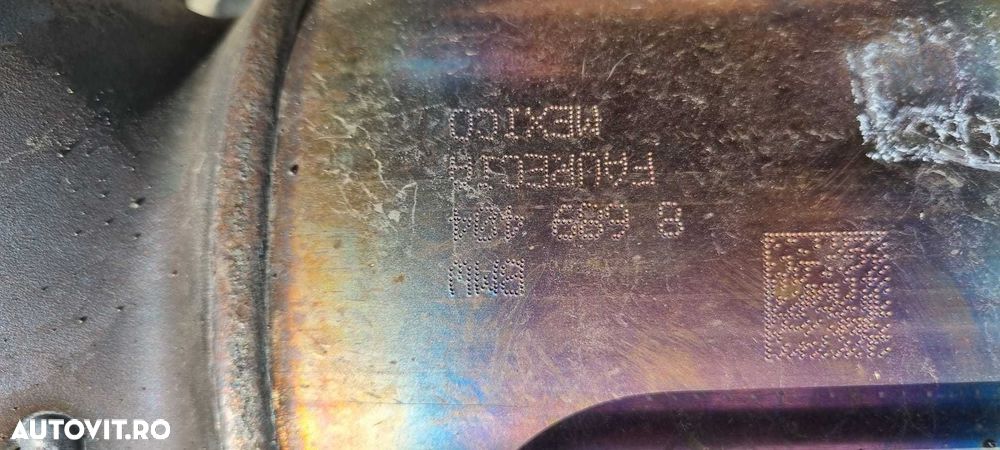 BMW
8 689 404
FAURECIA
MEXICO
AUTOVIT.RO